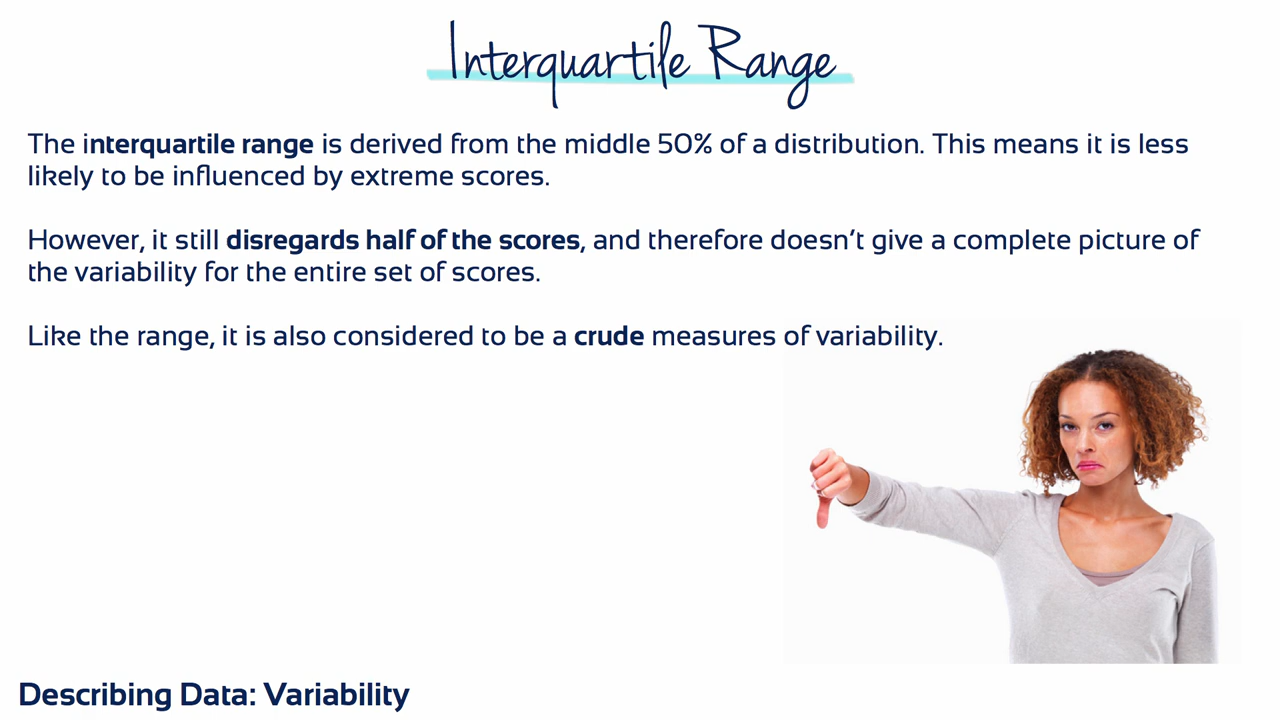 Interquartile Range
The interquartile range is derived from the middle 50% of a distribution. This means it is less
likely to be influenced by extreme scores.
However, it still disregards half of the scores, and therefore doesn't give a complete picture of
the variability for the entire set of scores.
Like the range, it is also considered to be a crude measures of variability.
Describing Data: Variability